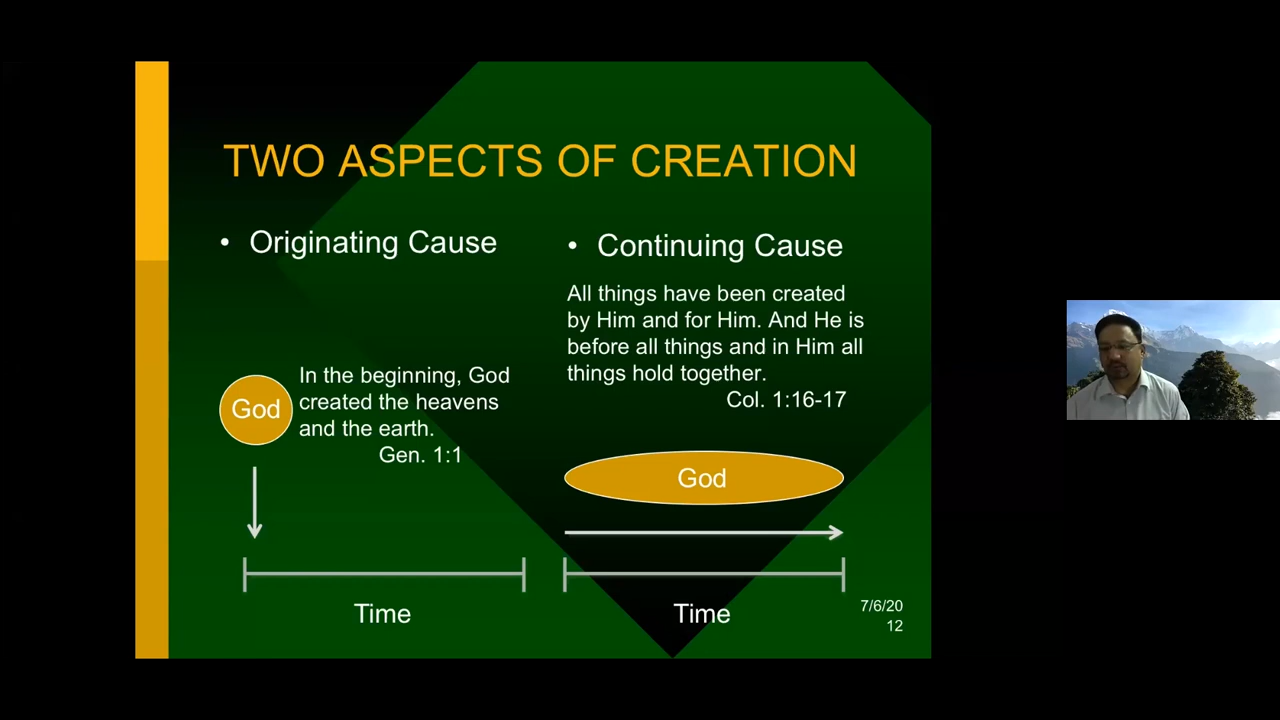 TWO ASPECTS OF CREATION
• Originating Cause
God
In the beginning, God
created the heavens
and the earth.
Gen. 1:1
Time
• Continuing Cause
All things have been created
by Him and for Him. And He is
before all things and in Him all
things hold together.
Col. 1:16-17
God
Time
7/6/20
12